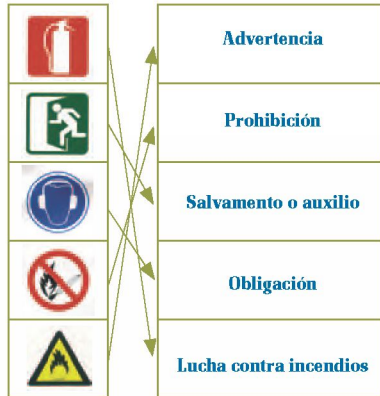 Advertencia
Prohibición
Salvamento o auxilio
Obligación
Lucha contra incendios